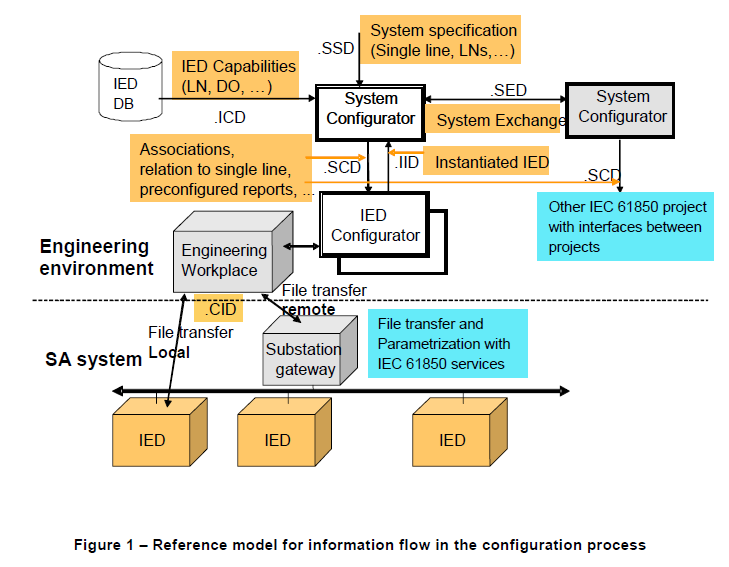 System specification
(Single line, LNs,…)
.SSD
IED Capabilities
(LN, DO, …)
IED
DB
.ICD
System
Configurator
.SED
System Exchange
System
Configurator
Associations,
relation to single line,
preconfigured reports, ...
.SCD
.IID
Instantiated IED
.SCD
IED
Configurator
Other IEC 61850 project
with interfaces between
projects
Engineering
environment
Engineering
Workplace
File transfer
remote
.CID
File transfer
Local
SA system
Substation
gateway
File transfer and
Parametrization with
IEC 61850 services
IED
IED
IED
Figure 1 – Reference model for information flow in the configuration process